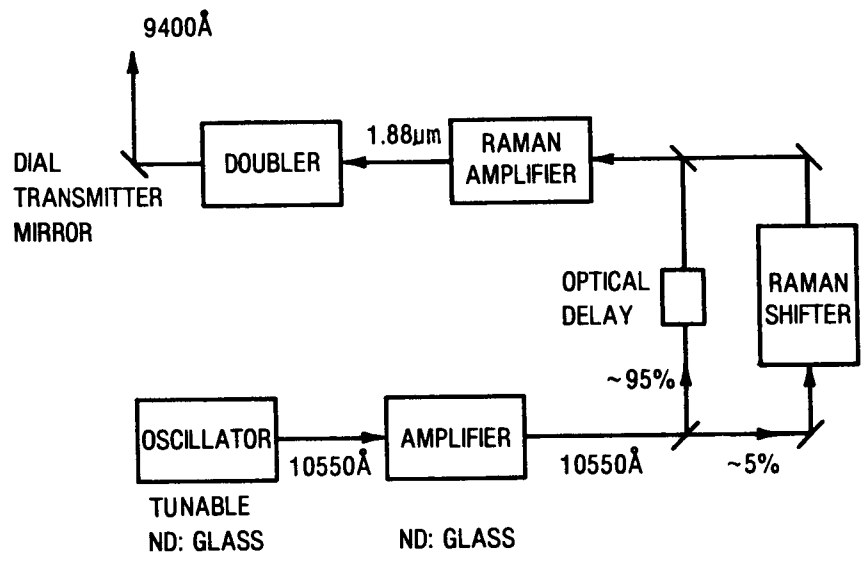 9400Å
DIAL
TRANSMITTER
MIRROR
DOUBLER
1.88µm
RAMAN
AMPLIFIER
OPTICAL
DELAY
RAMAN
SHIFTER
~95%
OSCILLATOR
10550Å
AMPLIFIER
10550Å
~5%
TUNABLE
ND: GLASS
ND: GLASS